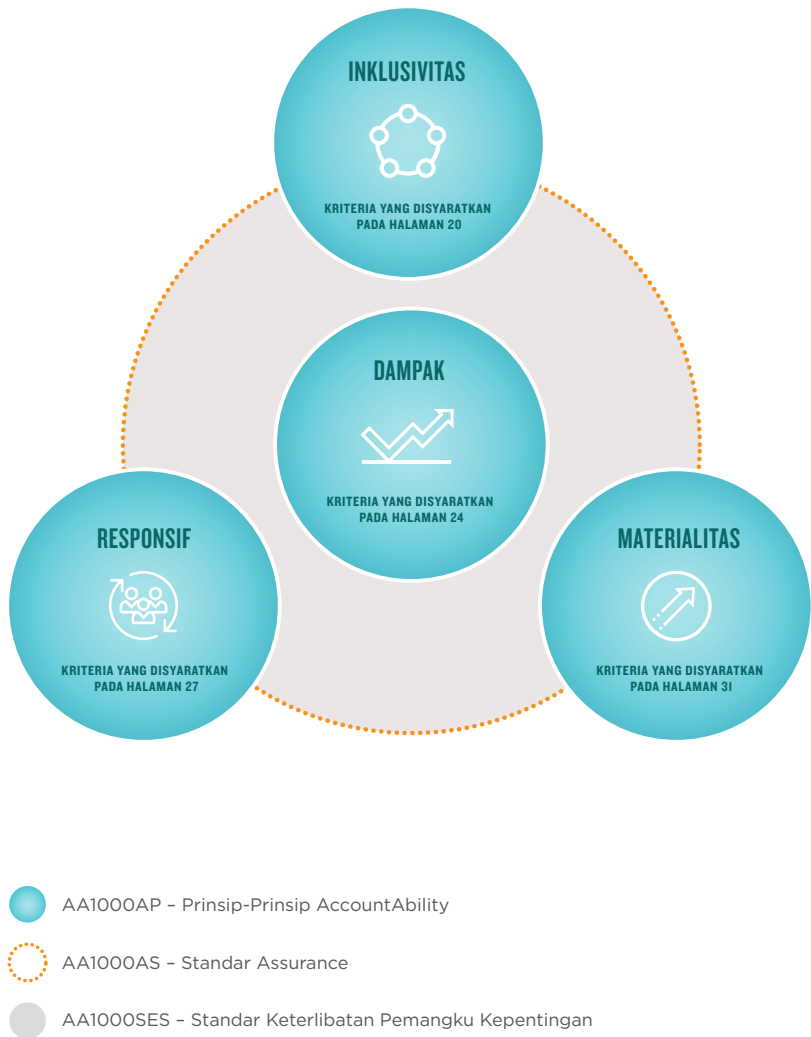 INKLUSIVITAS
KRITERIA YANG DISYARATKAN
PADA HALAMAN 20
DAMPAK
KRITERIA YANG DISYARATKAN
PADA HALAMAN 24
RESPONSIF
KRITERIA YANG DISYARATKAN
PADA HALAMAN 27
MATERIALITAS
KRITERIA YANG DISYARATKAN
PADA HALAMAN 31
AA1000AP – Prinsip-Prinsip AccountAbility
AA1000AS – Standar Assurance
AA1000SES – Standar Keterlibatan Pemangku Kepentingan